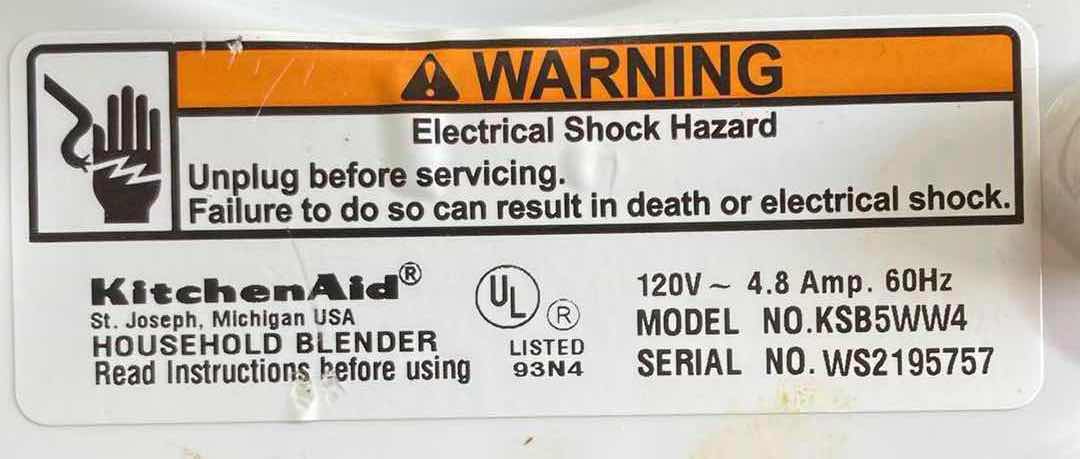 WARNING
Electrical Shock Hazard
Unplug before servicing.
Failure to do so can result in death or electrical shock.
KitchenAid®
St. Joseph, Michigan USA
HOUSEHOLD BLENDER
Read Instructions before using
UL ®
LISTED
93N4
120V ~ 4.8 Amp. 60Hz
MODEL NO.KSB5WW4
SERIAL NO. WS2195757